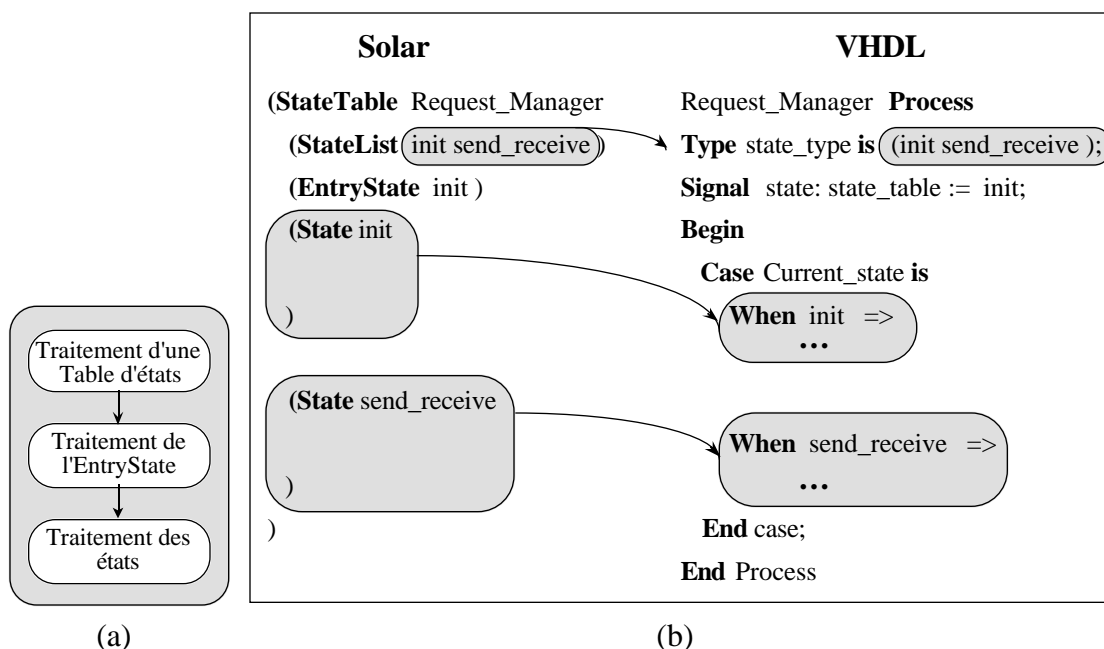 Solar
VHDL
(StateTable Request_Manager
Request_Manager Process
(StateList init send_receive )
Type state_type is (init send_receive );
(EntryState init )
Signal state: state_table := init;
(State init
Begin
Case Current_state is
)
When init =>
...
(State send_receive
When send_receive =>
)
...
)
End case;
End Process
Traitement d'une
Table d'états
Traitement de
l'EntryState
Traitement des
états
(a)
(b)